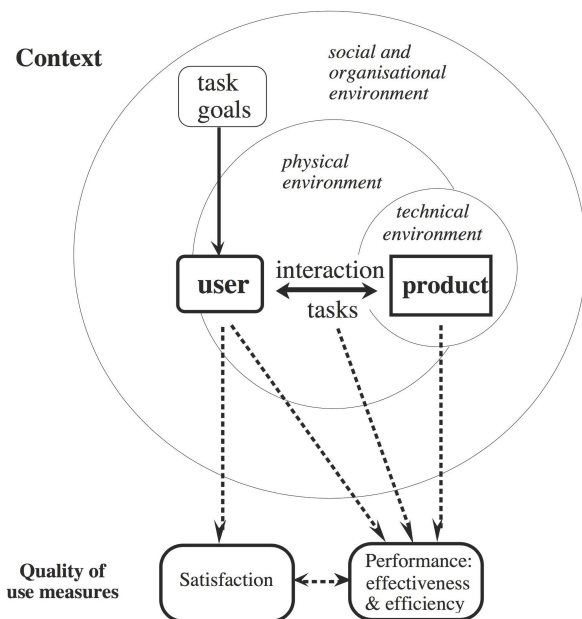 Context
social and
organisational
environment
task
goals
physical
environment
technical
environment
user
interaction
tasks
product
Quality of
use measures
Satisfaction
Performance:
effectiveness
& efficiency